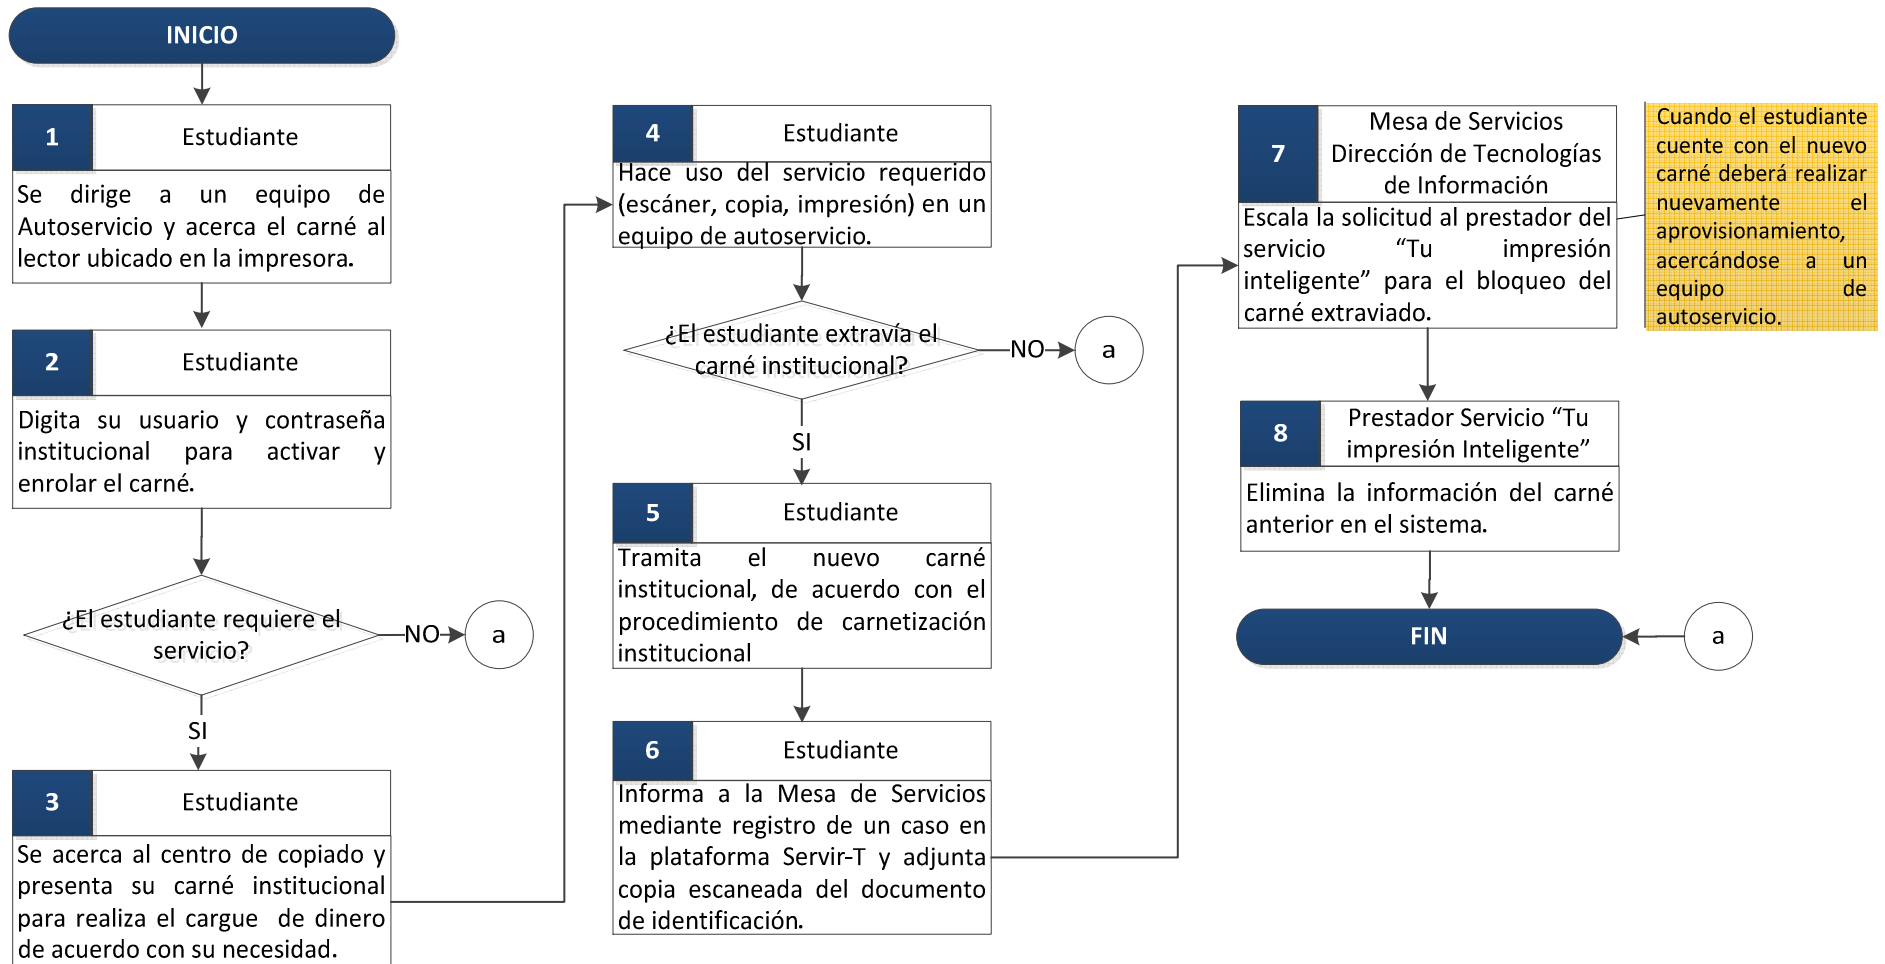 INICIO
1
Estudiante
Se dirige a un equipo de
Autoservicio y acerca el carné al
lector ubicado en la impresora.
2
Estudiante
Digita su usuario y contraseña
institucional para activar y
enrolar el carné.
¿El estudiante requiere el
servicio?
NO
a
SI
3
Estudiante
Se acerca al centro de copiado y
presenta su carné institucional
para realiza el cargue de dinero
de acuerdo con su necesidad.
4
Estudiante
Hace uso del servicio requerido
(escáner, copia, impresión) en un
equipo de autoservicio.
¿El estudiante extravía el
carné institucional?
NO
a
SI
5
Estudiante
Tramita el nuevo carné
institucional, de acuerdo con el
procedimiento de carnetización
institucional
6
Estudiante
Informa a la Mesa de Servicios
mediante registro de un caso en
la plataforma Servir-T y adjunta
copia escaneada del documento
de identificación.
7
Mesa de Servicios
Dirección de Tecnologías
de Información
Escala la solicitud al prestador del
servicio “Tu impresión
inteligente” para el bloqueo del
carné extraviado.
Cuando el estudiante
cuente con el nuevo
carné deberá realizar
nuevamente el
aprovisionamiento,
acercándose a un
equipo de
autoservicio.
8
Prestador Servicio “Tu
impresión Inteligente”
Elimina la información del carné
anterior en el sistema.
FIN
a